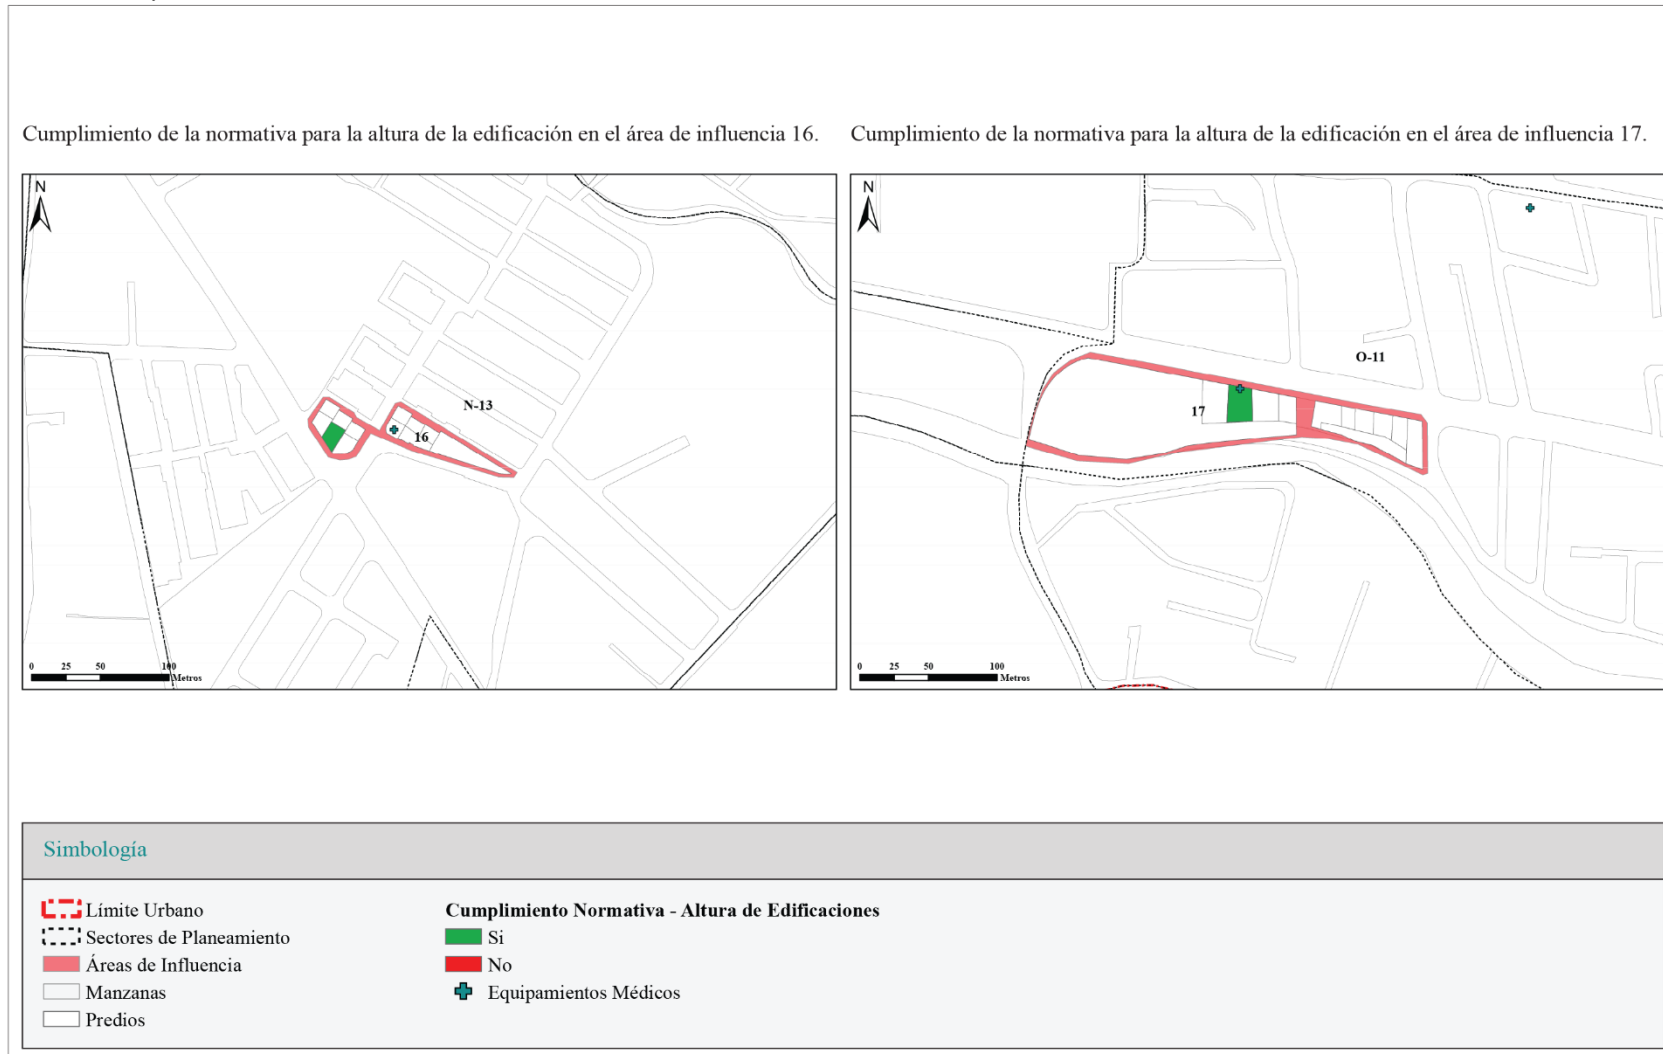 Cumplimiento de la normativa para la altura de la edificación en el área de influencia 16.
Cumplimiento de la normativa para la altura de la edificación en el área de influencia 17.
N
N-13
16
0 25 50 100
Metros
N
O-11
17
0 25 50 100
Metros
Simbología
Límite Urbano
Sectores de Planeamiento
Áreas de Influencia
Manzanas
Predios
Cumplimiento Normativa - Altura de Edificaciones
Si
No
Equipamientos Médicos